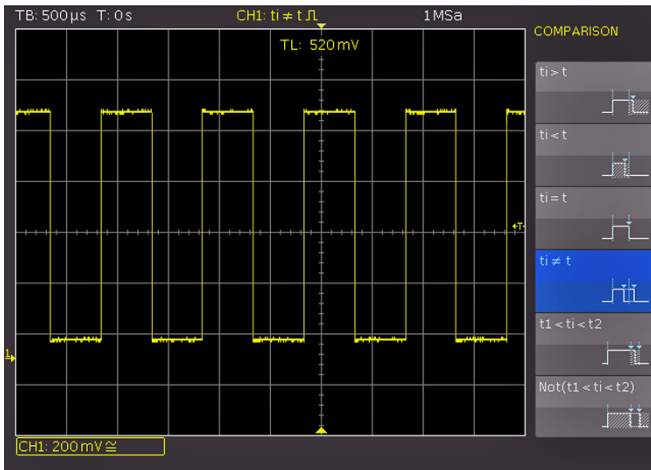 TB: 500µs T: 0s CH1: ti ≠ t 1MSa
COMPARISON
TL: 520mV
ti > t
ti < t
ti = t
ti ≠ t
t1 < ti < t2
Not(t1 < ti < t2)
T
1
CH1: 200mV ≅